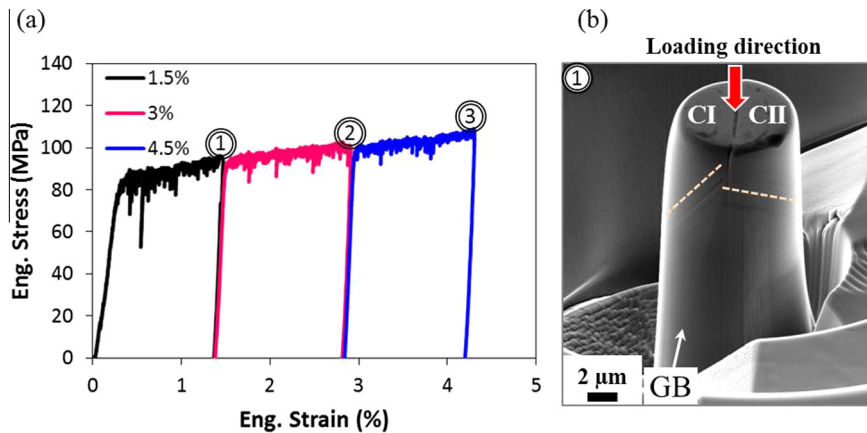 (a)
140
120
100
80
60
40
20
0
Eng. Stress (MPa)
1.5%
3%
4.5%
1
2
3
0 1 2 3 4 5
Eng. Strain (%)
(b)
Loading direction
1
CI CII
2 μm
GB